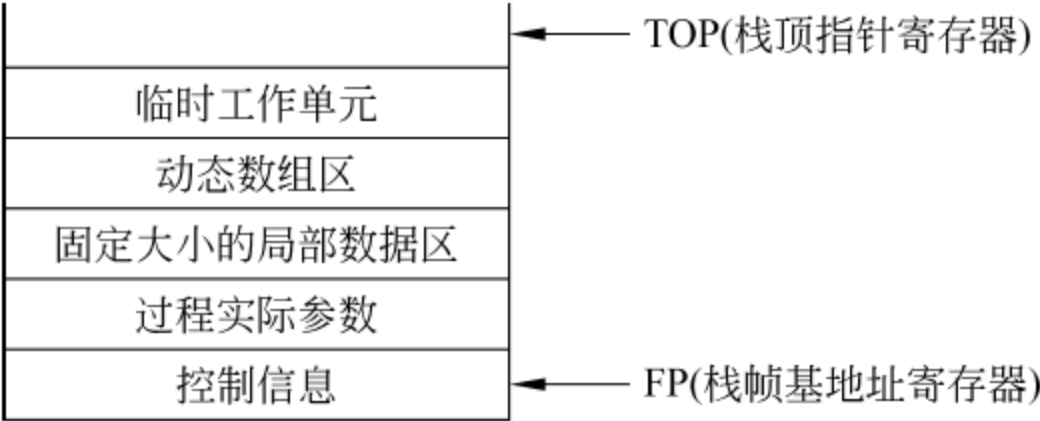 TOP(栈顶指针寄存器)
临时工作单元
动态数组区
固定大小的局部数据区
过程实际参数
控制信息
FP(栈帧基地址寄存器)